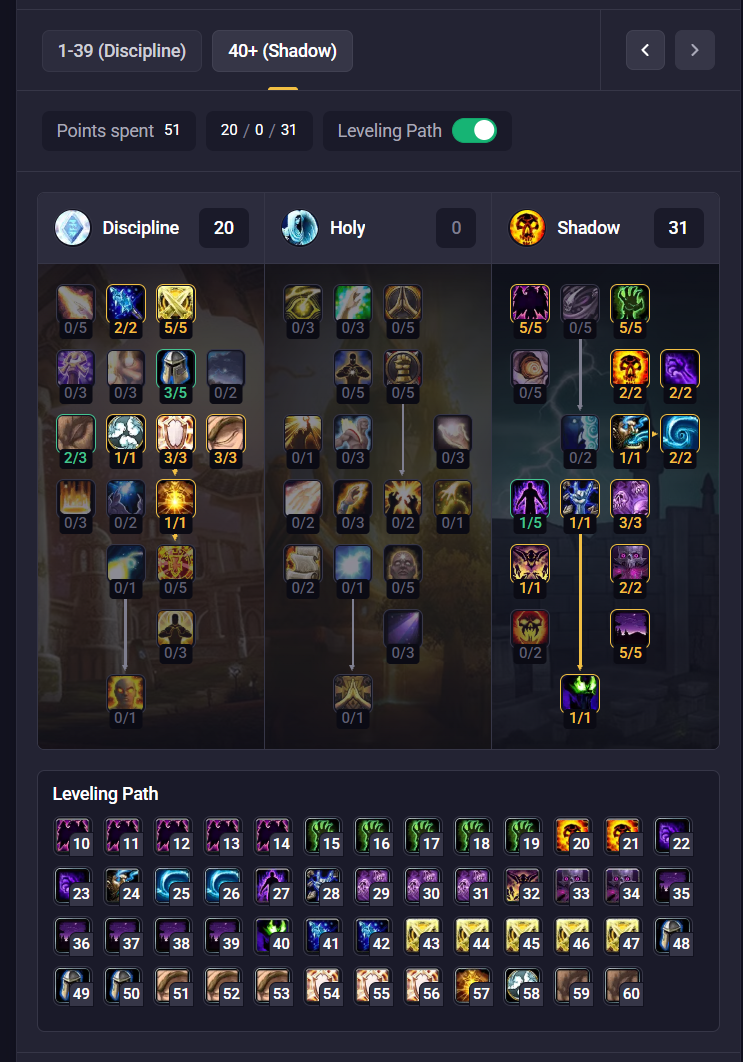 1-39 (Discipline) 40+ (Shadow)
Points spent 51 20 / 0 / 31 Leveling Path
Discipline 20 Holy 0 Shadow 31
0/5 2/2 5/5 0/3 0/3 0/5 5/5 0/5 5/5
0/3 0/3 3/5 0/2 0/5 0/5 0/5 2/2 2/2
2/3 1/1 3/3 3/3 0/1 0/3 0/3 0/2 1/1 2/2
0/3 0/2 1/1 0/2 0/3 0/2 0/1 1/5 1/1 3/3
0/1 0/5 0/2 0/1 0/5 1/1 2/2
0/3 0/3 0/2 5/5
0/1 0/1 1/1
Leveling Path
10 11 12 13 14 15 16 17 18 19 20 21 22
23 24 25 26 27 28 29 30 31 32 33 34 35
36 37 38 39 40 41 42 43 44 45 46 47 48
49 50 51 52 53 54 55 56 57 58 59 60